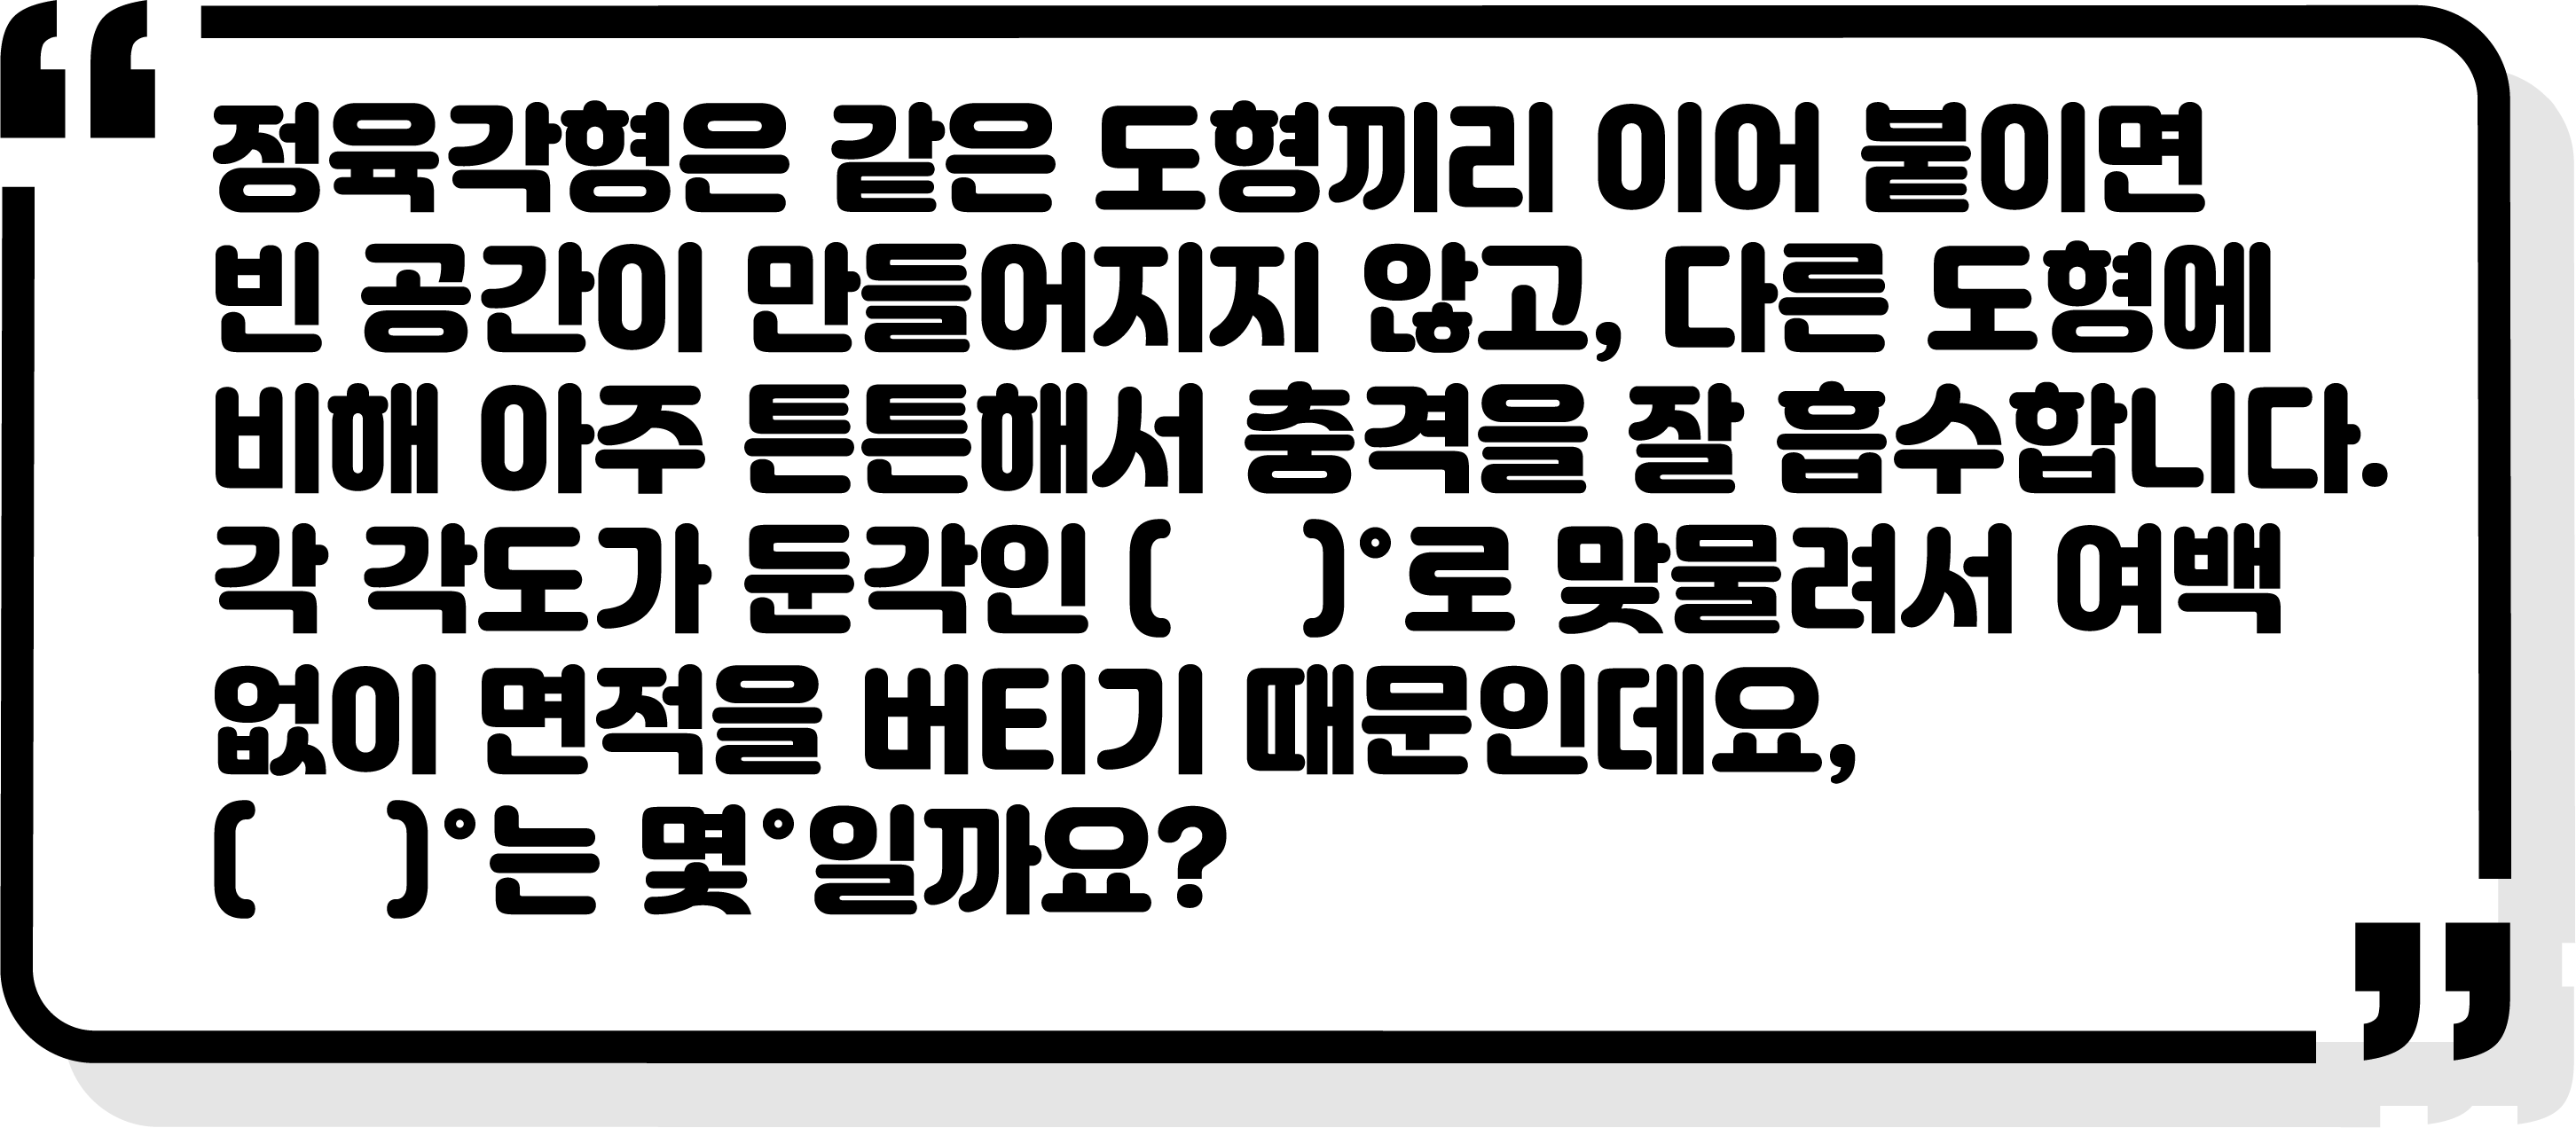 정육각형은 같은 도형끼리 이어 붙이면
빈 공간이 만들어지지 않고, 다른 도형에
비해 아주 튼튼해서 충격을 잘 흡수합니다.
각 각도가 둔각인 (    )°로 맞물려서 여백
없이 면적을 버티기 때문인데요,
(    )°는 몇°일까요?